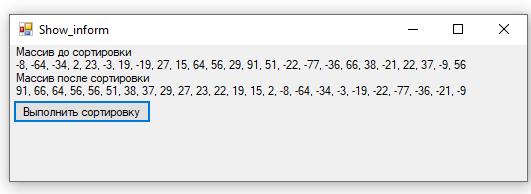 Show_inform
Массив до сортировки
-8, -64, -34, 2, 23, -3, 19, -19, 27, 15, 64, 56, 29, 91, 51, -22, -77, -36, 66, 38, -21, 22, 37, -9, 56
Массив после сортировки
91, 66, 64, 56, 56, 51, 38, 37, 29, 27, 23, 22, 19, 15, 2, -8, -64, -34, -3, -19, -22, -77, -36, -21, -9
Выполнить сортировку